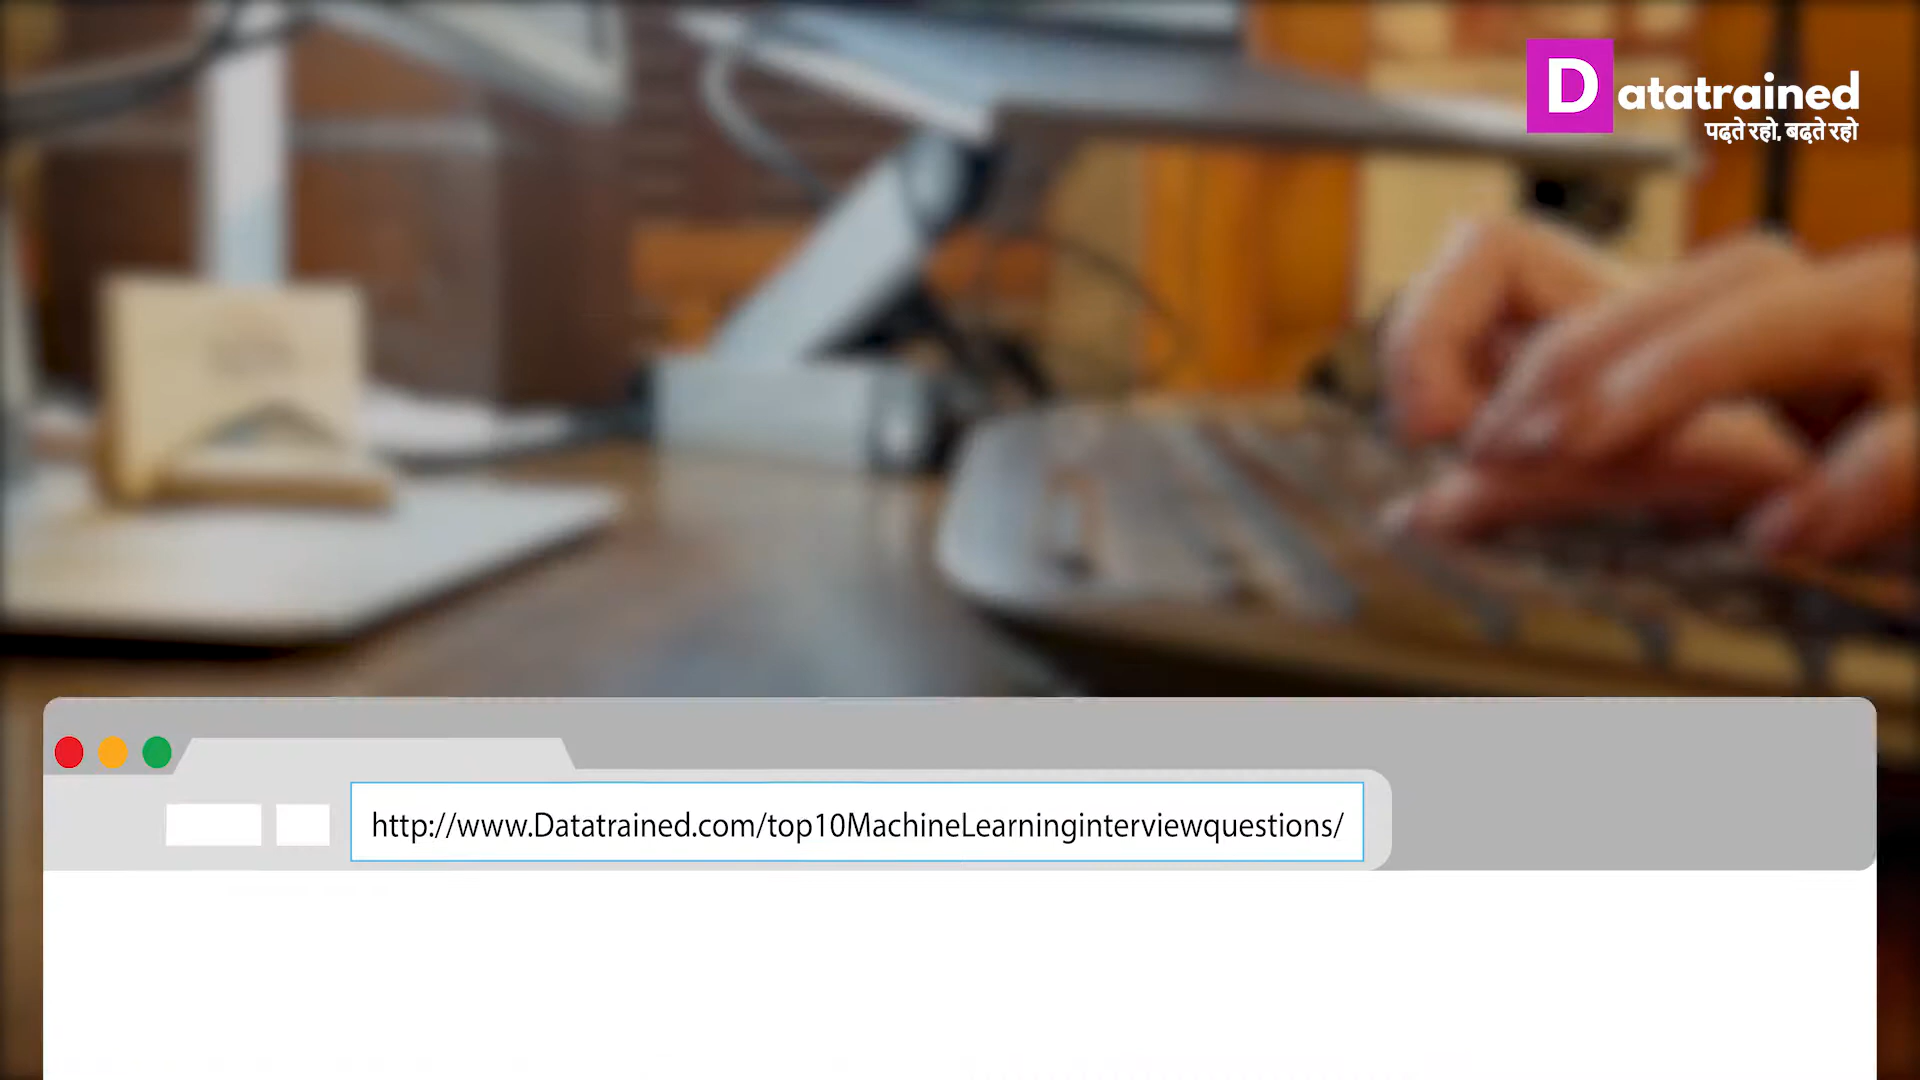 Datatrained
पढ़ते रहो, बढ़ते रहो
http://www.Datatrained.com/top10MachineLearninginterviewquestions/